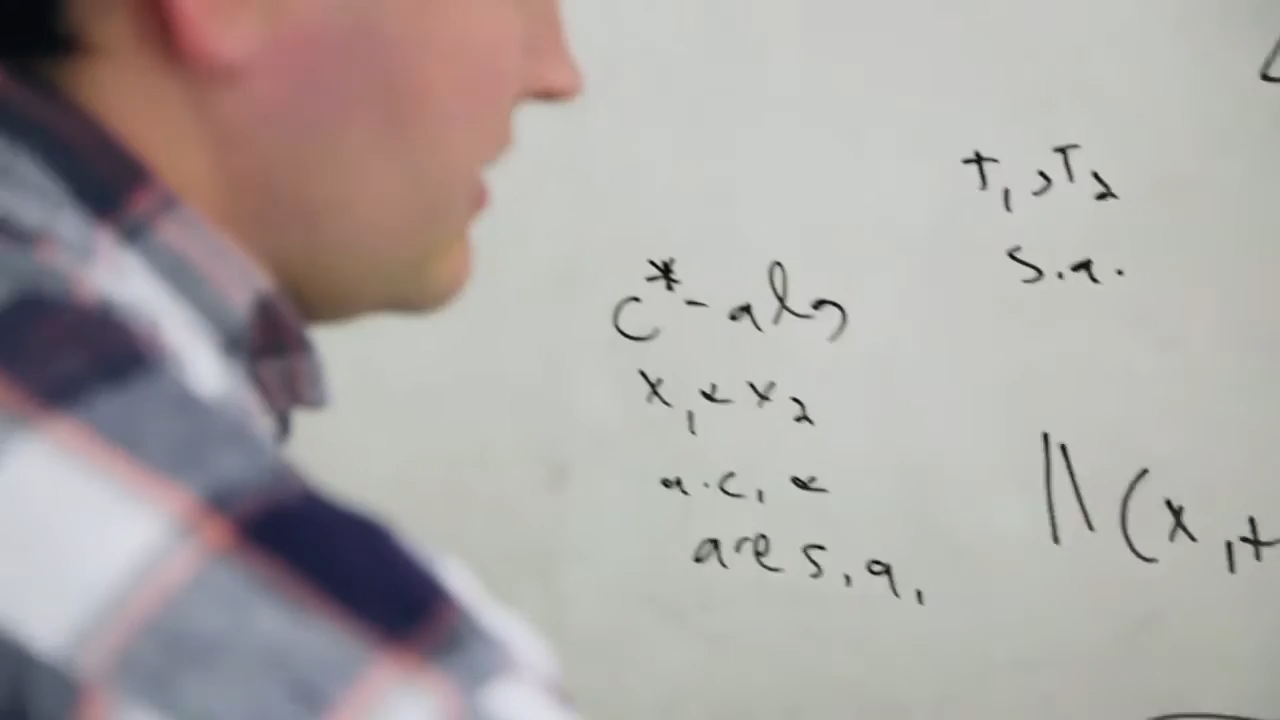 T₁, T₂
s.a.
C*-alg
x₁ & x₂
a.c. &
are s.a.
‖(x₁+